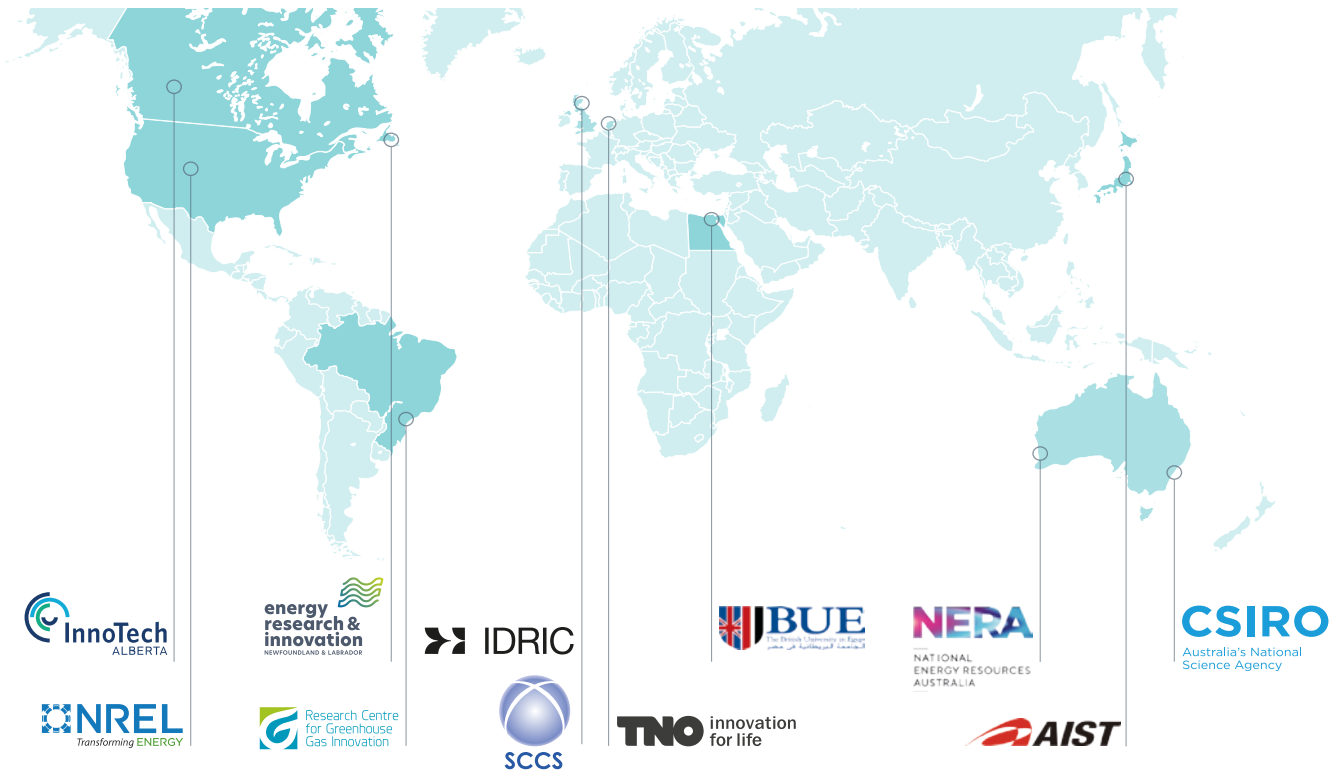 InnoTech
ALBERTA
NREL
Transforming ENERGY
energy
research &
innovation
NEWFOUNDLAND & LABRADOR
Research Centre
for Greenhouse
Gas Innovation
IDRIC
SCCS
TNO innovation
for life
BUE
The British University in Egypt
الجامعة البريطانية في مصر
NERA
NATIONAL
ENERGY RESOURCES
AUSTRALIA
AIST
CSIRO
Australia's National
Science Agency